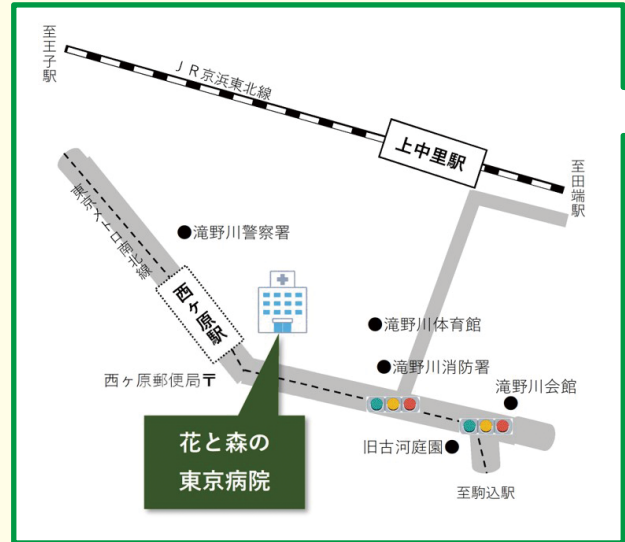 至王子駅
ＪＲ京浜東北線
上中里駅
至田端駅
東京メトロ南北線
●滝野川警察署
西ヶ原駅
●滝野川体育館
●滝野川消防署
滝野川会館
西ヶ原郵便局〒
花と森の
東京病院
旧古河庭園●
至駒込駅